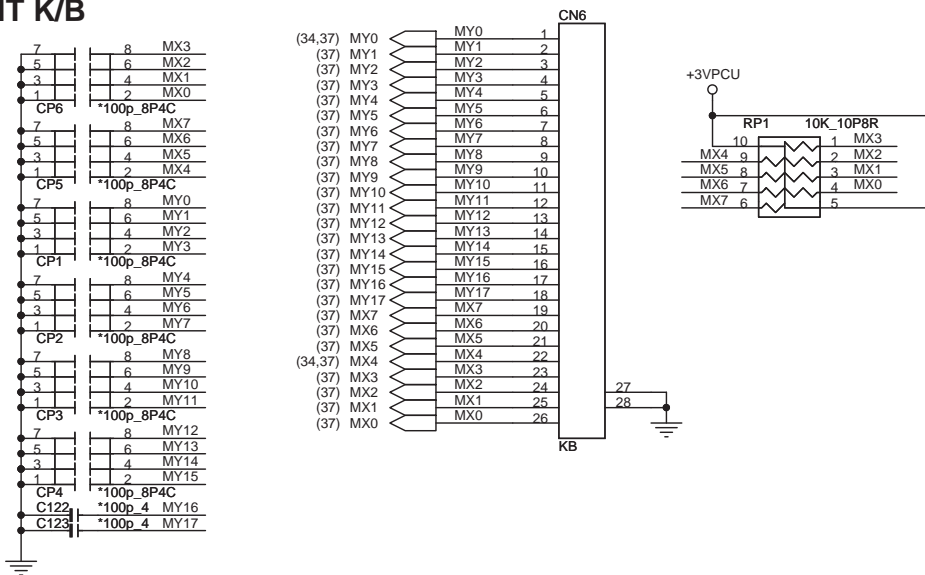 IT K/B
7 8 MX3
5 6 MX2
3 4 MX1
1 2 MX0
CP6 *100p_8P4C
7 8 MX7
5 6 MX6
3 4 MX5
1 2 MX4
CP5 *100p_8P4C
7 8 MY0
5 6 MY1
3 4 MY2
1 2 MY3
CP1 *100p_8P4C
7 8 MY4
5 6 MY5
3 4 MY6
1 2 MY7
CP2 *100p_8P4C
7 8 MY8
5 6 MY9
3 4 MY10
1 2 MY11
CP3 *100p_8P4C
7 8 MY12
5 6 MY13
3 4 MY14
1 2 MY15
CP4 *100p_8P4C
C122 *100p_4 MY16
C123 *100p_4 MY17
CN6
(34,37) MY0 MY0 1
(37) MY1 MY1 2
(37) MY2 MY2 3
(37) MY3 MY3 4
(37) MY4 MY4 5
(37) MY5 MY5 6
(37) MY6 MY6 7
(37) MY7 MY7 8
(37) MY8 MY8 9
(37) MY9 MY9 10
(37) MY10 MY10 11
(37) MY11 MY11 12
(37) MY12 MY12 13
(37) MY13 MY13 14
(37) MY14 MY14 15
(37) MY15 MY15 16
(37) MY16 MY16 17
(37) MY17 MY17 18
(37) MX7 MX7 19
(37) MX6 MX6 20
(37) MX5 MX5 21
(34,37) MX4 MX4 22
(37) MX3 MX3 23
(37) MX2 MX2 24 27
(37) MX1 MX1 25 28
(37) MX0 MX0 26
KB
+3VPCU
RP1 10K_10P8R
10 1 MX3
MX4 9 2 MX2
MX5 8 3 MX1
MX6 7 4 MX0
MX7 6 5